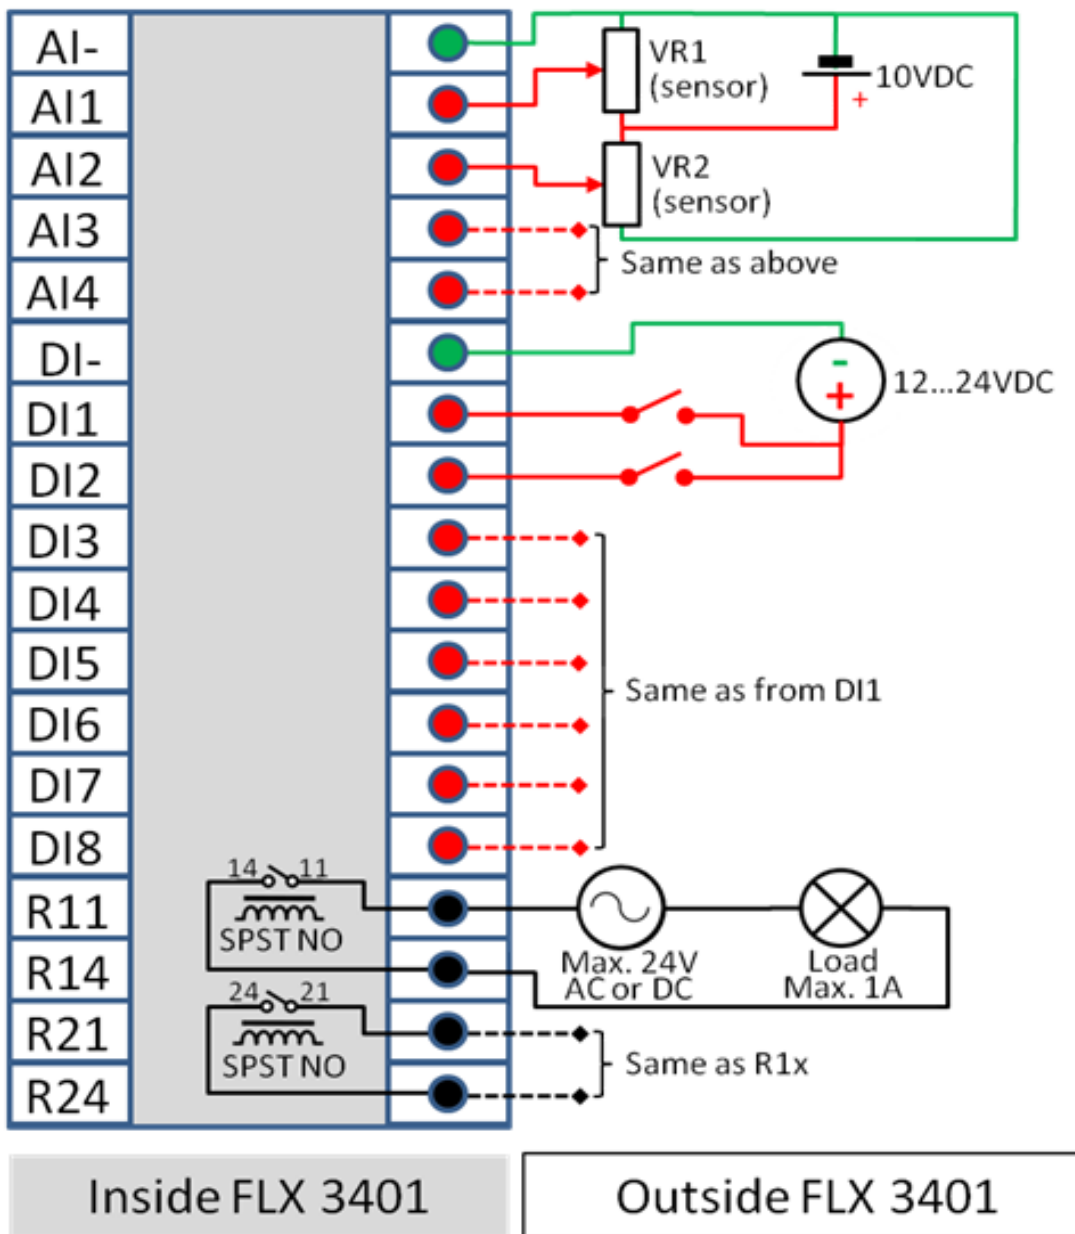 AI-
AI1
AI2
AI3
AI4
DI-
DI1
DI2
DI3
DI4
DI5
DI6
DI7
DI8
R11
R14
R21
R24
VR1
(sensor)
10VDC
+
VR2
(sensor)
Same as above
-
+
12...24VDC
Same as from DI1
14 11
SPST NO
Max. 24V
AC or DC
Load
Max. 1A
24 21
SPST NO
Same as R1x
Inside FLX 3401
Outside FLX 3401